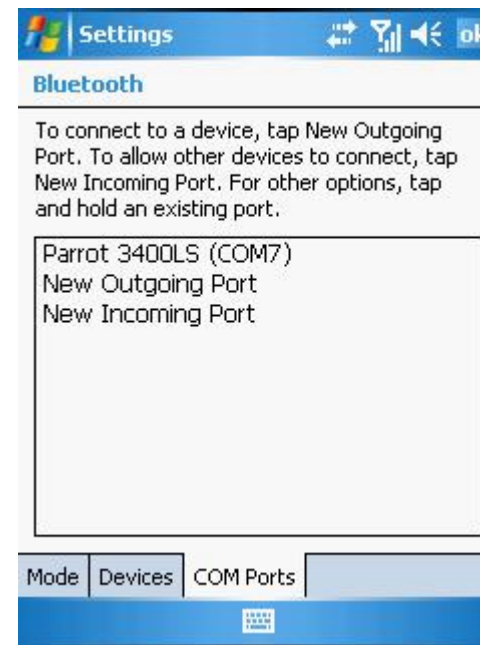 Settings
ok
Bluetooth
To connect to a device, tap New Outgoing
Port. To allow other devices to connect, tap
New Incoming Port. For other options, tap
and hold an existing port.
Parrot 3400LS (COM7)
New Outgoing Port
New Incoming Port
Mode Devices COM Ports